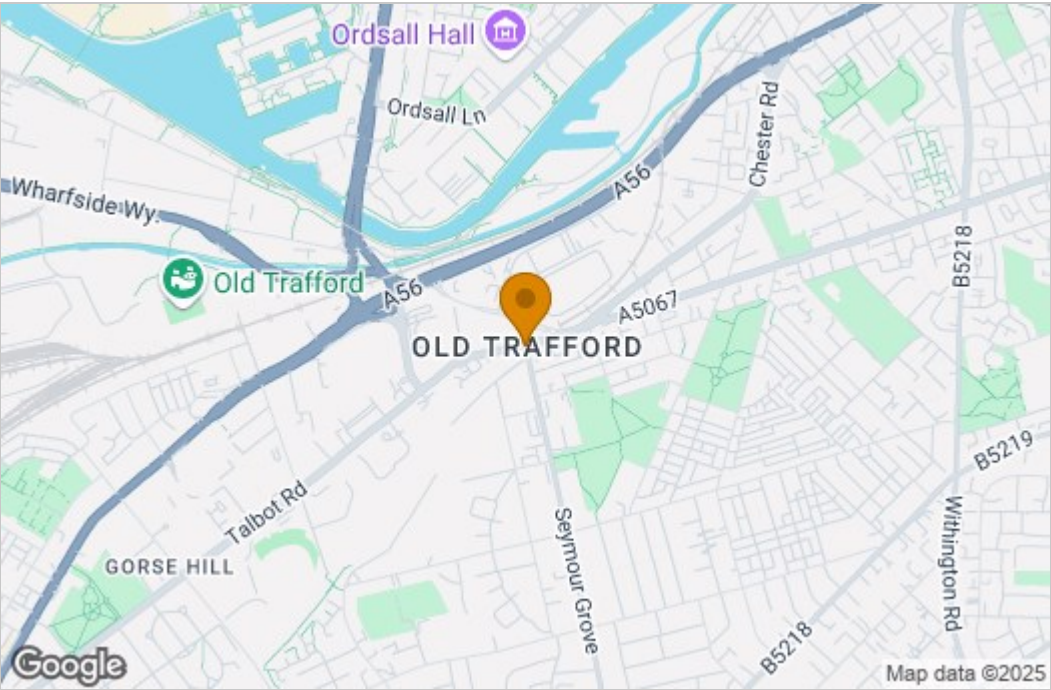 Ordsall Hall
Ordsall Ln
Chester Rd
A56
Wharfside Wy.
B5218
Old Trafford
A56
A5067
OLD TRAFFORD
B5219
Talbot Rd
Seymour Grove
Withington Rd
GORSE HILL
B5218
Google
Map data ©2025